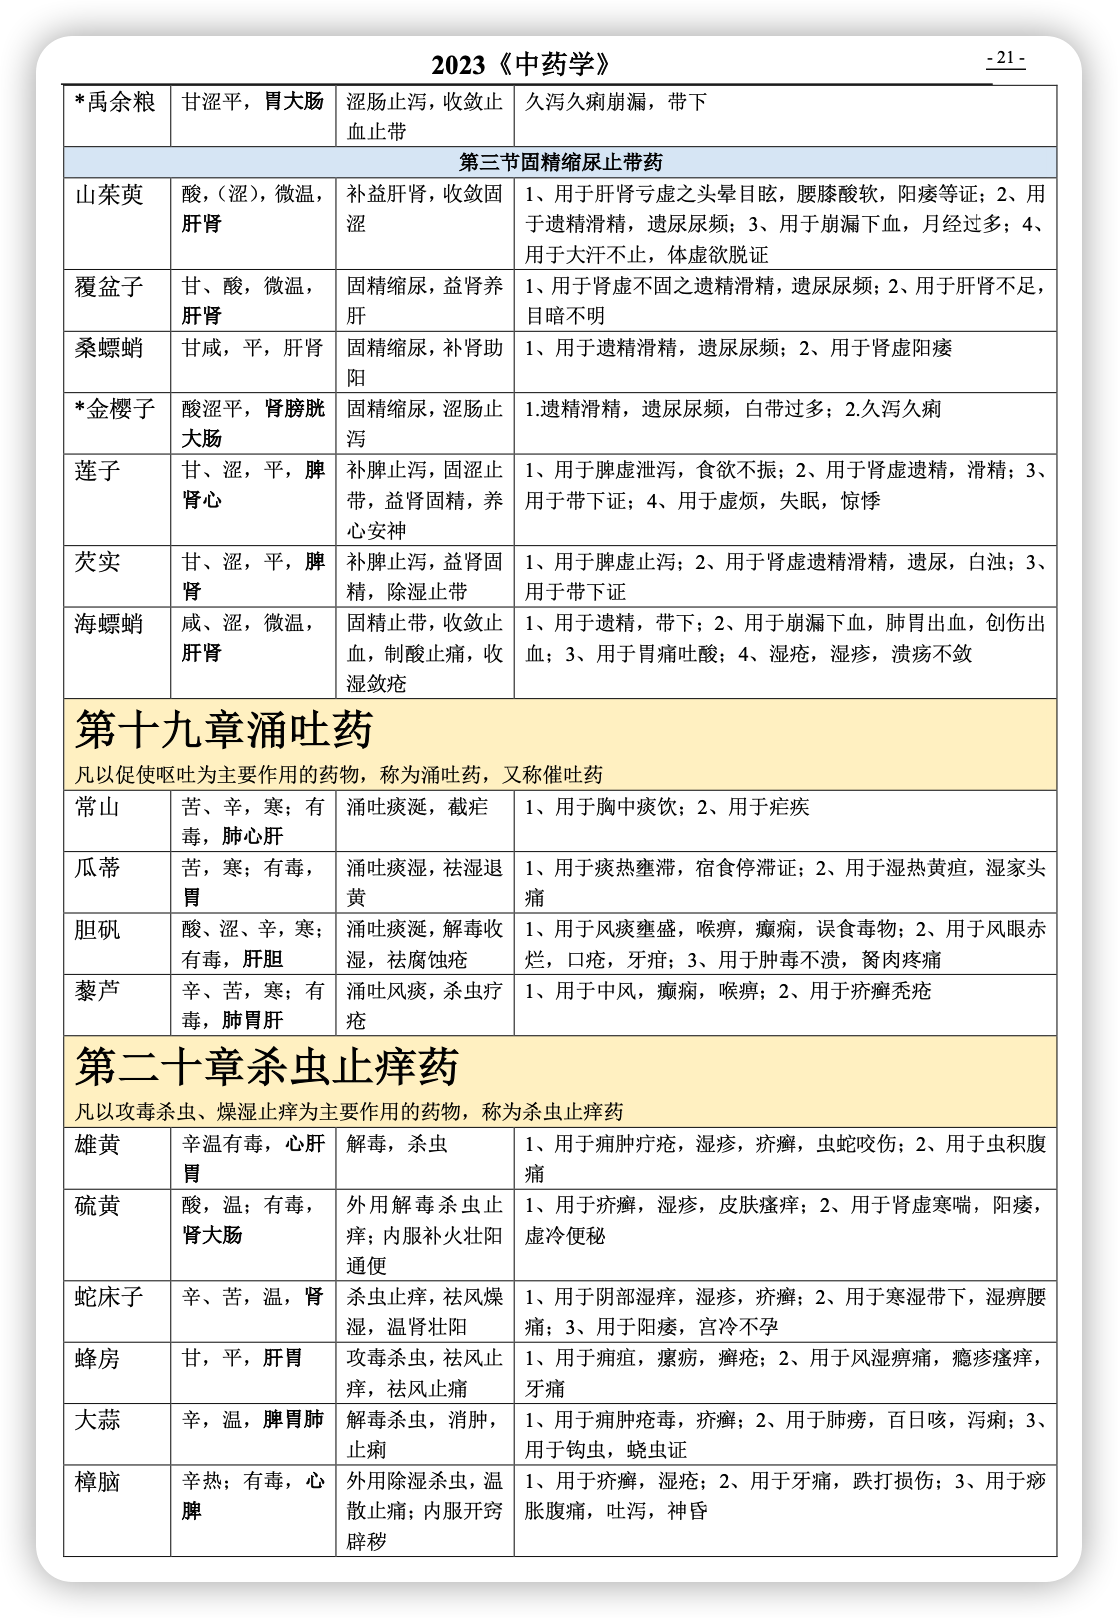 2023《中药学》
- 21 -
*禹余粮
甘涩平，胃大肠
涩肠止泻，收敛止
血止带
久泻久痢崩漏，带下
第三节固精缩尿止带药
山茱萸
酸，（涩），微温，
肝肾
补益肝肾，收敛固
涩
1、用于肝肾亏虚之头晕目眩，腰膝酸软，阳痿等证；2、用
于遗精滑精，遗尿尿频；3、用于崩漏下血，月经过多；4、
用于大汗不止，体虚欲脱证
覆盆子
甘、酸，微温，
肝肾
固精缩尿，益肾养
肝
1、用于肾虚不固之遗精滑精，遗尿尿频；2、用于肝肾不足，
目暗不明
桑螵蛸
甘咸，平，肝肾
固精缩尿，补肾助
阳
1、用于遗精滑精，遗尿尿频；2、用于肾虚阳痿
*金樱子
酸涩平，肾膀胱
大肠
固精缩尿，涩肠止
泻
1.遗精滑精，遗尿尿频，白带过多；2.久泻久痢
莲子
甘、涩，平，脾
肾心
补脾止泻，固涩止
带，益肾固精，养
心安神
1、用于脾虚泄泻，食欲不振；2、用于肾虚遗精，滑精；3、
用于带下证；4、用于虚烦，失眠，惊悸
芡实
甘、涩，平，脾
肾
补脾止泻，益肾固
精，除湿止带
1、用于脾虚止泻；2、用于肾虚遗精滑精，遗尿，白浊；3、
用于带下证
海螵蛸
咸、涩，微温，
肝肾
固精止带，收敛止
血，制酸止痛，收
湿敛疮
1、用于遗精，带下；2、用于崩漏下血，肺胃出血，创伤出
血；3、用于胃痛吐酸；4、湿疮，湿疹，溃疡不敛
第十九章涌吐药
凡以促使呕吐为主要作用的药物，称为涌吐药，又称催吐药
常山
苦、辛，寒；有
毒，肺心肝
涌吐痰涎，截疟
1、用于胸中痰饮；2、用于疟疾
瓜蒂
苦，寒；有毒，
胃
涌吐痰湿，祛湿退
黄
1、用于痰热壅滞，宿食停滞证；2、用于湿热黄疸，湿家头
痛
胆矾
酸、涩、辛，寒；
有毒，肝胆
涌吐痰涎，解毒收
湿，祛腐蚀疮
1、用于风痰壅盛，喉痹，癫痫，误食毒物；2、用于风眼赤
烂，口疮，牙疳；3、用于肿毒不溃，胬肉疼痛
藜芦
辛、苦，寒；有
毒，肺胃肝
涌吐风痰，杀虫疗
疮
1、用于中风，癫痫，喉痹；2、用于疥癣秃疮
第二十章杀虫止痒药
凡以攻毒杀虫、燥湿止痒为主要作用的药物，称为杀虫止痒药
雄黄
辛温有毒，心肝
胃
解毒，杀虫
1、用于痈肿疔疮，湿疹，疥癣，虫蛇咬伤；2、用于虫积腹
痛
硫黄
酸，温；有毒，
肾大肠
外用解毒杀虫止
痒；内服补火壮阳
通便
1、用于疥癣，湿疹，皮肤瘙痒；2、用于肾虚寒喘，阳痿，
虚冷便秘
蛇床子
辛、苦，温，肾
杀虫止痒，祛风燥
湿，温肾壮阳
1、用于阴部湿痒，湿疹，疥癣；2、用于寒湿带下，湿痹腰
痛；3、用于阳痿，宫冷不孕
蜂房
甘，平，肝胃
攻毒杀虫，祛风止
痒，祛风止痛
1、用于痈疽，瘰疬，癣疮；2、用于风湿痹痛，瘾疹瘙痒，
牙痛
大蒜
辛，温，脾胃肺
解毒杀虫，消肿，
止痢
1、用于痈肿疮毒，疥癣；2、用于肺痨，百日咳，泻痢；3、
用于钩虫，蛲虫证
樟脑
辛热；有毒，心
脾
外用除湿杀虫，温
散止痛；内服开窍
辟秽
1、用于疥癣，湿疮；2、用于牙痛，跌打损伤；3、用于痧
胀腹痛，吐泻，神昏